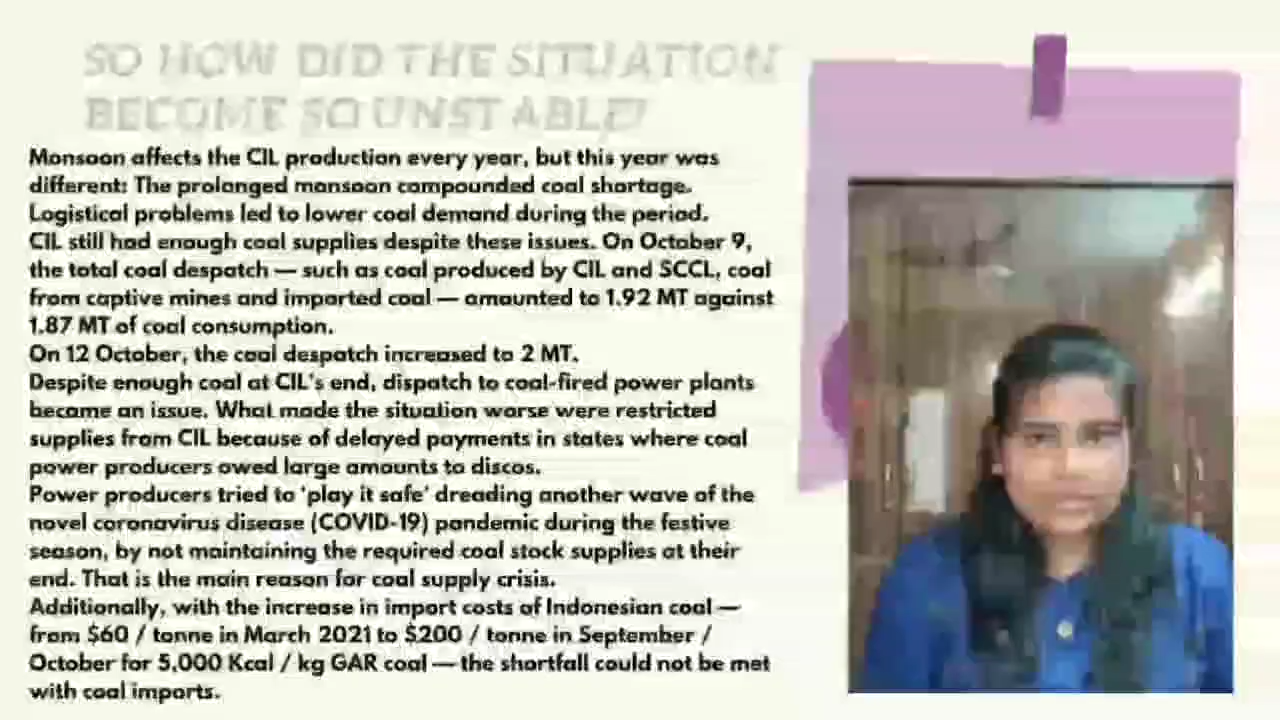 SO HOW DID THE SITUATION
BECOME SO UNSTABLE?
Monsoon affects the CIL production every year, but this year was
different: The prolonged monsoon compounded coal shortage.
Logistical problems led to lower coal demand during the period.
CIL still had enough coal supplies despite these issues. On October 9,
the total coal despatch — such as coal produced by CIL and SCCL, coal
from captive mines and imported coal — amounted to 1.92 MT against
1.87 MT of coal consumption.
On 12 October, the coal despatch increased to 2 MT.
Despite enough coal at CIL's end, dispatch to coal-fired power plants
became an issue. What made the situation worse were restricted
supplies from CIL because of delayed payments in states where coal
power producers owed large amounts to discos.
Power producers tried to 'play it safe' dreading another wave of the
novel coronavirus disease (COVID-19) pandemic during the festive
season, by not maintaining the required coal stock supplies at their
end. That is the main reason for coal supply crisis.
Additionally, with the increase in import costs of Indonesian coal —
from $60 / tonne in March 2021 to $200 / tonne in September /
October for 5,000 Kcal / kg GAR coal — the shortfall could not be met
with coal imports.